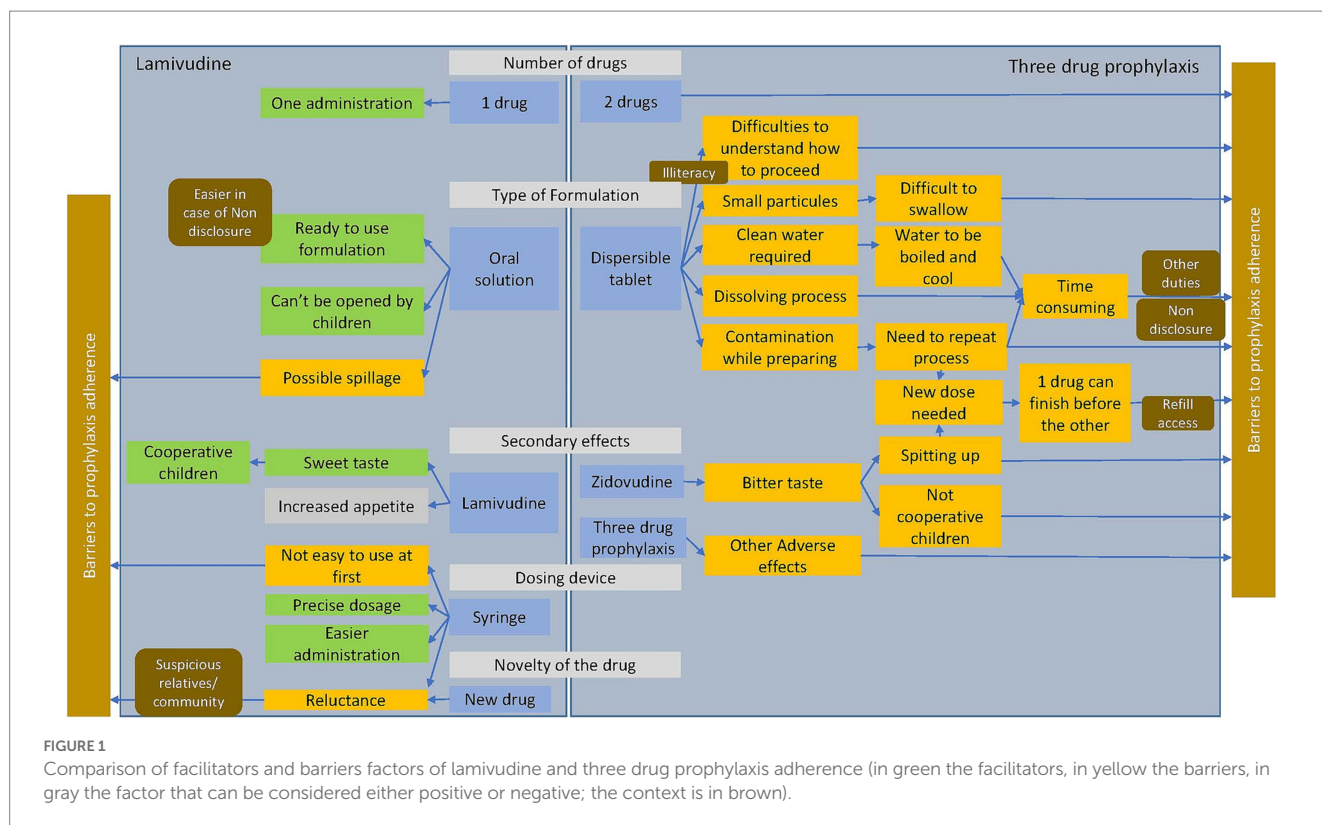 Lamivudine
Number of drugs
Three drug prophylaxis
One administration
1 drug
2 drugs
Difficulties to
understand how
to proceed
Illiteracy
Type of Formulation
Easier in
case of Non
disclosure
Ready to use
formulation
Can't be opened by
children
Possible spillage
Oral
solution
Dispersible
tablet
Small particules
Difficult to
swallow
Clean water
required
Water to be
boiled and
cool
Dissolving process
Time
consuming
Other
duties
Non
disclosure
Contamination
while preparing
Need to repeat
process
New dose
needed
1 drug can
finish before
the other
Refill
access
Secondary effects
Cooperative
children
Sweet taste
Increased appetite
Lamivudine
Zidovudine
Bitter taste
Spitting up
Not
cooperative
children
Three drug
prophylaxis
Other Adverse
effects
Not easy to use at
first
Dosing device
Precise dosage
Easier
administration
Syringe
Novelty of the drug
Suspicious
relatives/
community
Reluctance
New drug
Barriers to prophylaxis adherence
Barriers to prophylaxis adherence
FIGURE 1
Comparison of facilitators and barriers factors of lamivudine and three drug prophylaxis adherence (in green the facilitators, in yellow the barriers, in
gray the factor that can be considered either positive or negative; the context is in brown).